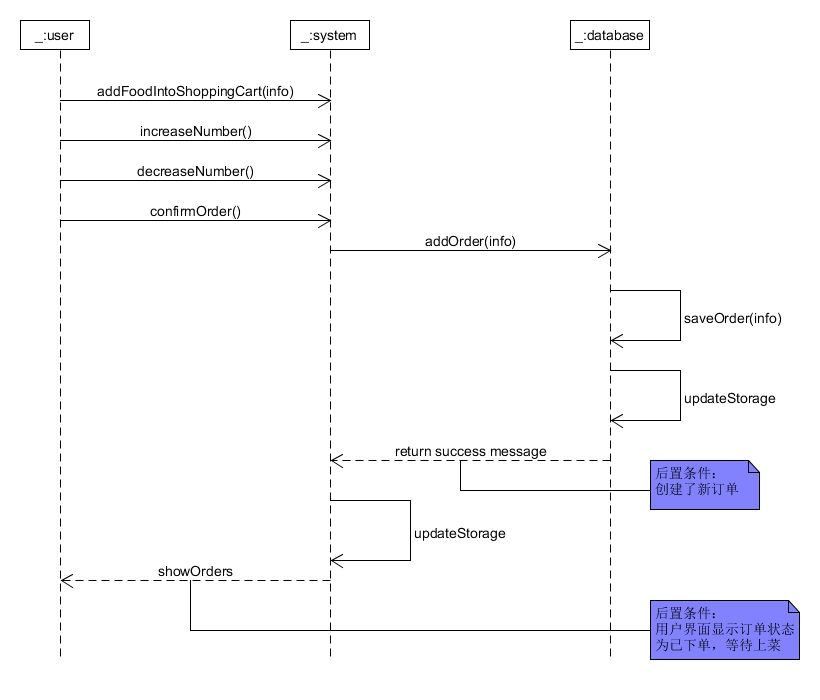 _:user
_:system
_:database
addFoodIntoShoppingCart(info)
increaseNumber()
decreaseNumber()
confirmOrder()
addOrder(info)
saveOrder(info)
updateStorage
return success message
后置条件:
创建了新订单
updateStorage
showOrders
后置条件:
用户界面显示订单状态
为已下单，等待上菜